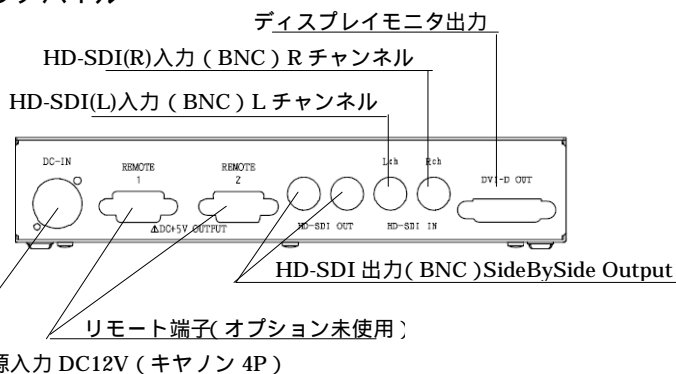 ディスプレイモニタ出力
HD-SDI(R)入力（BNC）R チャンネル
HD-SDI(L)入力（BNC）L チャンネル
DC-IN
REMOTE
1
REMOTE
2
Lch
Rch
DVI-D OUT
⚠DC+5V OUTPUT
HD-SDI OUT
HD-SDI IN
HD-SDI 出力（BNC）SideBySide Output
リモート端子（オプション未使用）
源入力 DC12V（キヤノン 4P）